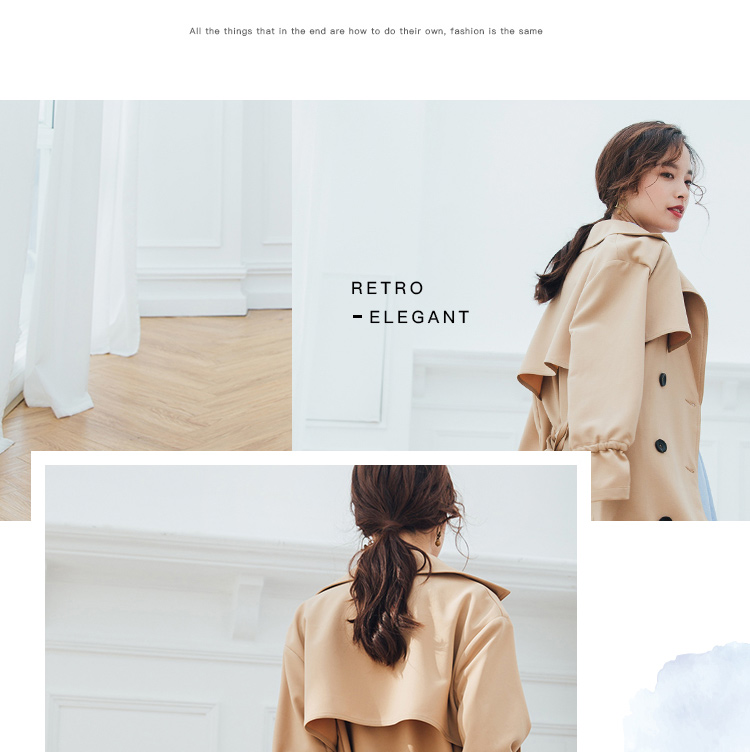 All the things that in the end are how to do their own, fashion is the same
RETRO
-ELEGANT